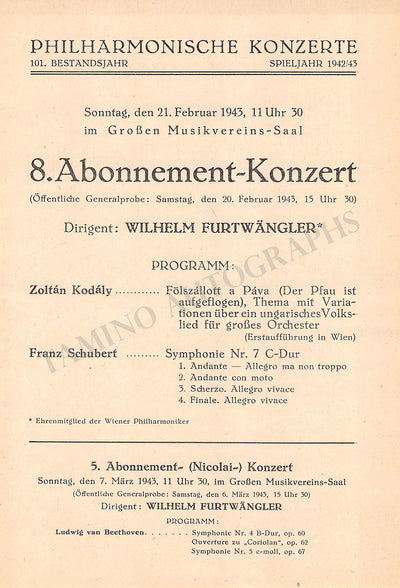 PHILHARMONISCHE KONZERTE
101. BESTANDSJAHR SPIELJAHR 1942/43
Sonntag, den 21. Februar 1943, 11 Uhr 30
im Großen Musikvereins-Saal
8. Abonnement-Konzert
(Öffentliche Generalprobe: Samstag, den 20. Februar 1943, 15 Uhr 30)
Dirigent: WILHELM FURTWÄNGLER*
PROGRAMM:
Zoltán Kodály ........... Fölszállott a Páva (Der Pfau ist
aufgeflogen), Thema mit Varia-
tionen über ein ungarisches Volks-
lied für großes Orchester
(Erstaufführung in Wien)
Franz Schubert ........ Symphonie Nr. 7 C-Dur
1. Andante — Allegro ma non troppo
2. Andante con moto
3. Scherzo. Allegro vivace
4. Finale. Allegro vivace
* Ehrenmitglied der Wiener Philharmoniker
5. Abonnement- (Nicolai-) Konzert
Sonntag, den 7. März 1943, 11 Uhr 30, im Großen Musikvereins-Saal
(Öffentliche Generalprobe: Samstag, den 6. März 1943, 15 Uhr 30)
Dirigent: WILHELM FURTWÄNGLER
PROGRAMM:
Ludwig van Beethoven. . . . . . . Symphonie Nr. 4 B-Dur, op. 60
Ouverture zu „Coriolan", op. 62
Symphonie Nr. 5 c-moll, op. 67
TAMINO AUTOGRAPHS